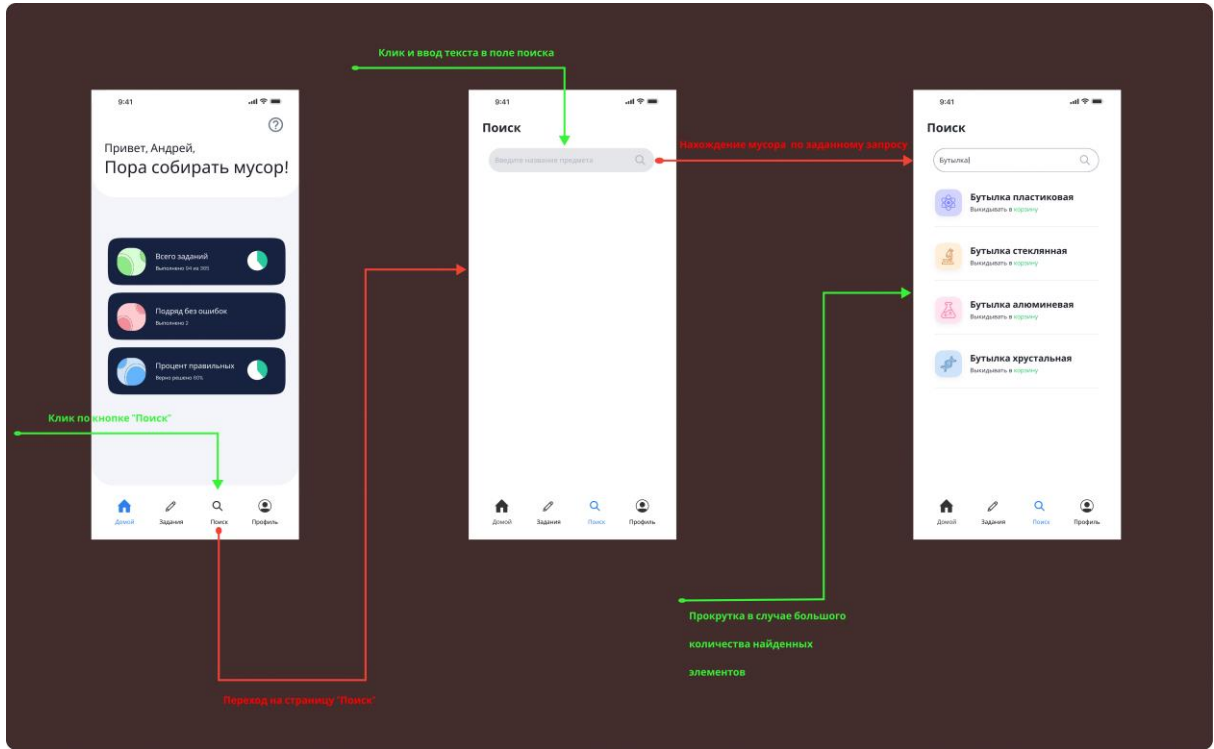 Клик и ввод текста в поле поиска
9:41
Привет, Андрей,
Пора собирать мусор!
Всего заданий
Подряд без ошибок
Выполнено 2
Процент правильных
Клик по кнопке "Поиск"
Домой
Задания
Поиск
Профиль
Переход на страницу "Поиск"
9:41
Поиск
Введите название предмета
Домой
Задания
Поиск
Профиль
Нахождение мусора по заданному запросу
9:41
Поиск
Бутылка
Бутылка пластиковая
Выкидывать в корзину
Бутылка стеклянная
Выкидывать в корзину
Бутылка алюминевая
Выкидывать в корзину
Бутылка хрустальная
Выкидывать в корзину
Домой
Задания
Поиск
Профиль
Прокрутка в случае большого
количества найденных
элементов